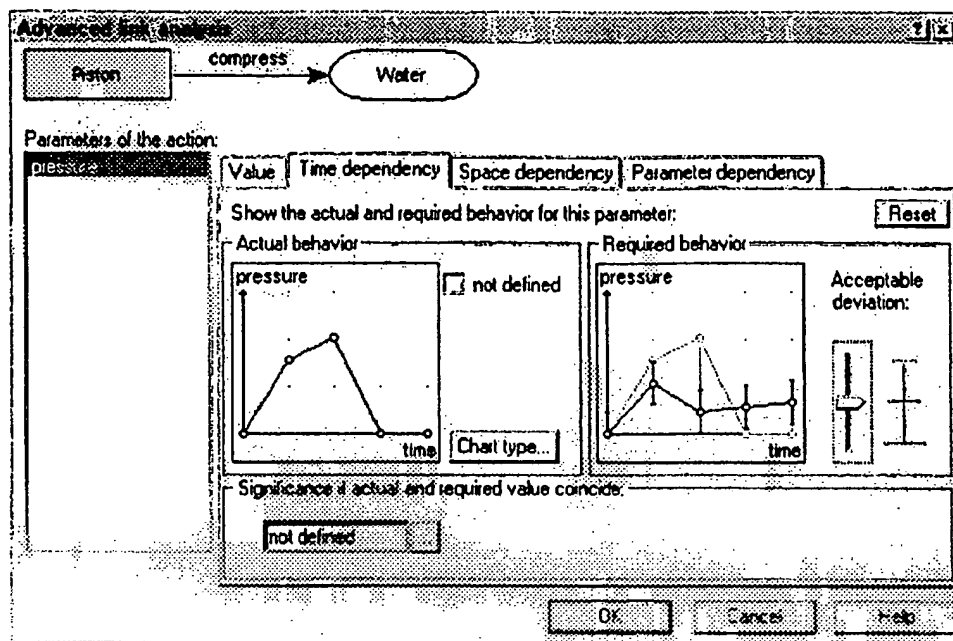 Advanced link analysis
compress
Piston
Water
Parameters of the action:
pressure
Value
Time dependency
Space dependency
Parameter dependency
Show the actual and required behavior for this parameter:
Reset
Actual behavior
pressure
not defined
time
Chart type...
Required behavior
pressure
time
Acceptable
deviation:
Significance if actual and required value coincide:
not defined
OK
Cancel
Help